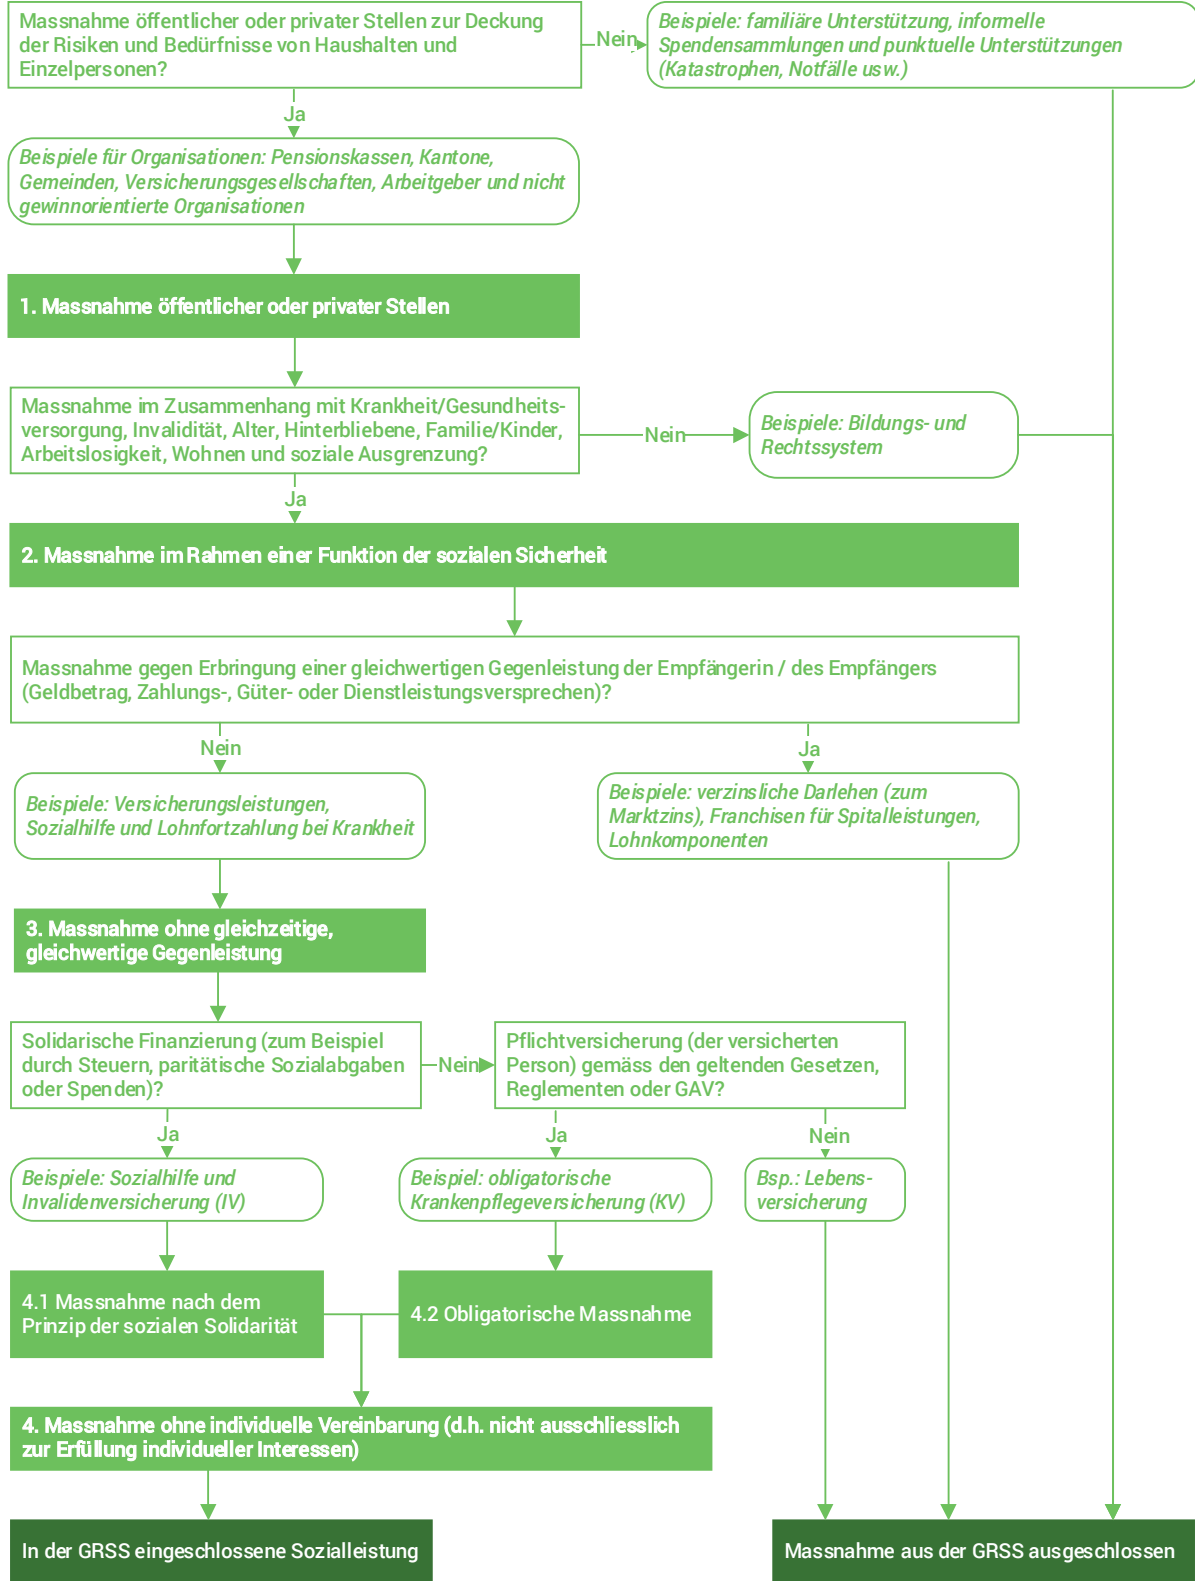 Massnahme öffentlicher oder privater Stellen zur Deckung
der Risiken und Bedürfnisse von Haushalten und
Einzelpersonen?
Nein
Beispiele: familiäre Unterstützung, informelle
Spendensammlungen und punktuelle Unterstützungen
(Katastrophen, Notfälle usw.)
Ja
Beispiele für Organisationen: Pensionskassen, Kantone,
Gemeinden, Versicherungsgesellschaften, Arbeitgeber und nicht
gewinnorientierte Organisationen
1. Massnahme öffentlicher oder privater Stellen
Massnahme im Zusammenhang mit Krankheit/Gesundheits-
versorgung, Invalidität, Alter, Hinterbliebene, Familie/Kinder,
Arbeitslosigkeit, Wohnen und soziale Ausgrenzung?
Nein
Beispiele: Bildungs- und
Rechtssystem
Ja
2. Massnahme im Rahmen einer Funktion der sozialen Sicherheit
Massnahme gegen Erbringung einer gleichwertigen Gegenleistung der Empfängerin / des Empfängers
(Geldbetrag, Zahlungs-, Güter- oder Dienstleistungsversprechen)?
Nein
Ja
Beispiele: Versicherungsleistungen,
Sozialhilfe und Lohnfortzahlung bei Krankheit
Beispiele: verzinsliche Darlehen (zum
Marktzins), Franchisen für Spitalleistungen,
Lohnkomponenten
3. Massnahme ohne gleichzeitige,
gleichwertige Gegenleistung
Solidarische Finanzierung (zum Beispiel
durch Steuern, paritätische Sozialabgaben
oder Spenden)?
Nein
Pflichtversicherung (der versicherten
Person) gemäss den geltenden Gesetzen,
Reglementen oder GAV?
Ja
Ja
Nein
Beispiele: Sozialhilfe und
Invalidenversicherung (IV)
Beispiel: obligatorische
Krankenpflegeversicherung (KV)
Bsp.: Lebens-
versicherung
4.1 Massnahme nach dem
Prinzip der sozialen Solidarität
4.2 Obligatorische Massnahme
4. Massnahme ohne individuelle Vereinbarung (d.h. nicht ausschliesslich
zur Erfüllung individueller Interessen)
In der GRSS eingeschlossene Sozialleistung
Massnahme aus der GRSS ausgeschlossen